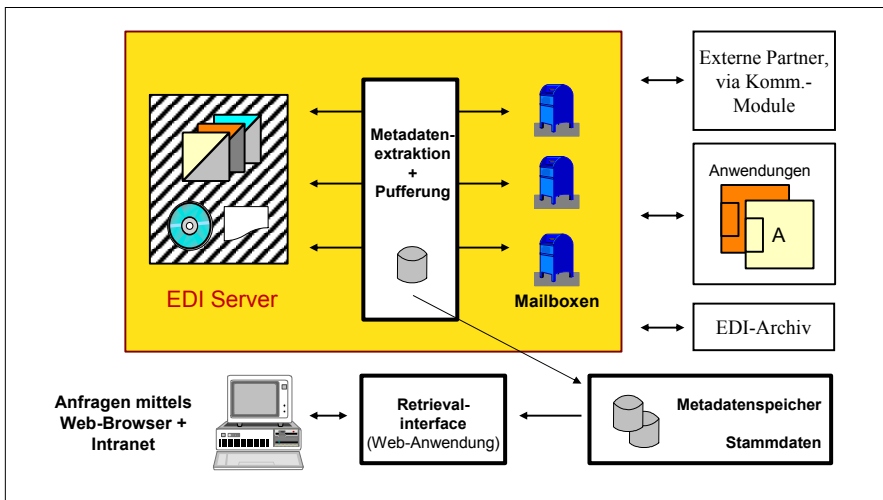 Metadaten-
extraktion
+
Pufferung
EDI Server
Mailboxen
Externe Partner,
via Komm.-
Module
Anwendungen
A
EDI-Archiv
Anfragen mittels
Web-Browser +
Intranet
Retrieval-
interface
(Web-Anwendung)
Metadatenspeicher
Stammdaten